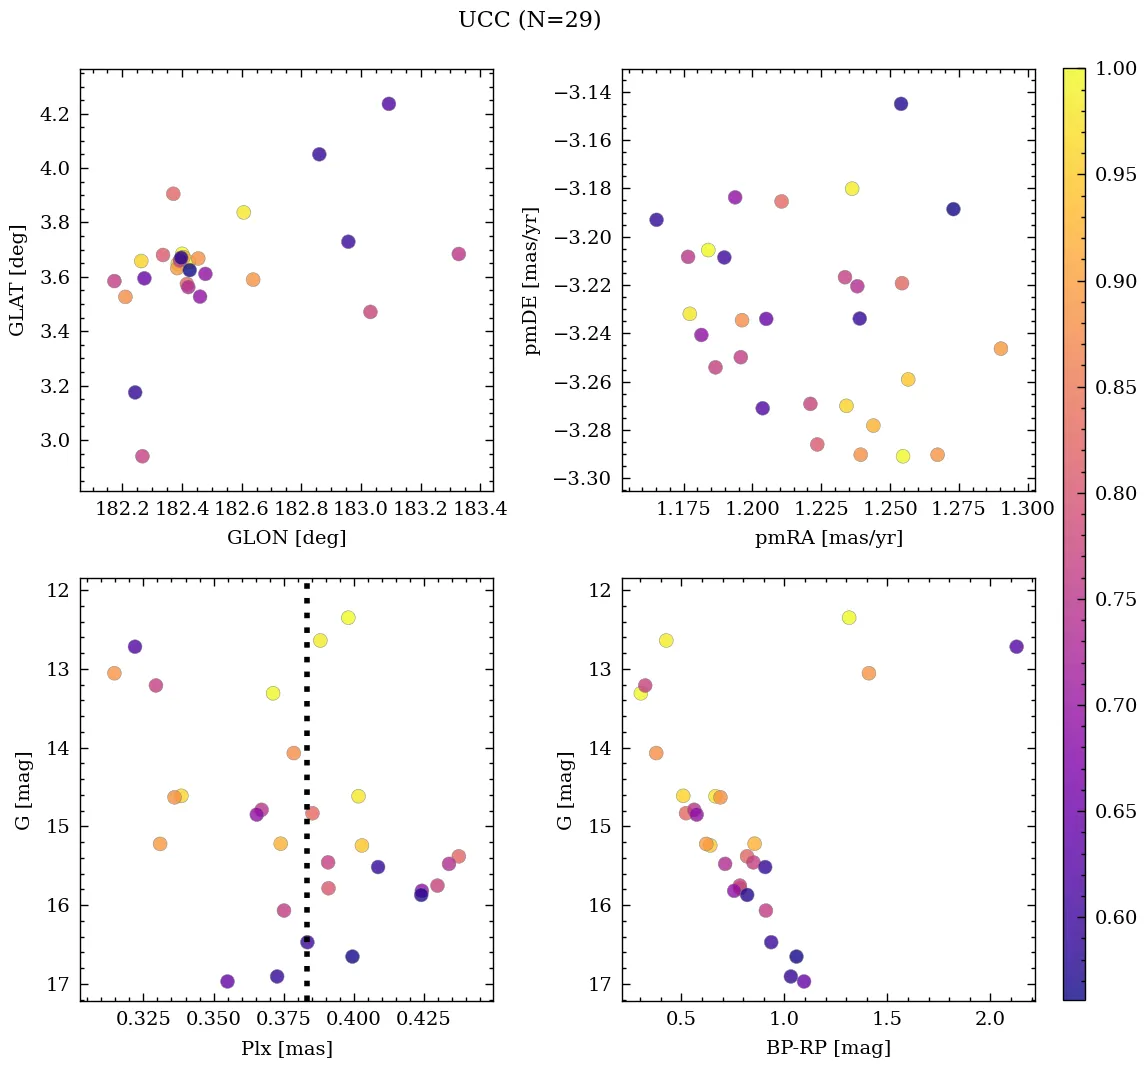 UCC (N=29)
4.2
4.0
3.8
3.6
3.4
3.2
3.0
GLAT [deg]
182.2 182.4 182.6 182.8 183.0 183.2 183.4
GLON [deg]
−3.14
−3.16
−3.18
−3.20
−3.22
−3.24
−3.26
−3.28
−3.30
pmDE [mas/yr]
1.175 1.200 1.225 1.250 1.275 1.300
pmRA [mas/yr]
12
13
14
15
16
17
G [mag]
0.325 0.350 0.375 0.400 0.425
Plx [mas]
12
13
14
15
16
17
G [mag]
0.5 1.0 1.5 2.0
BP-RP [mag]
1.00
0.95
0.90
0.85
0.80
0.75
0.70
0.65
0.60